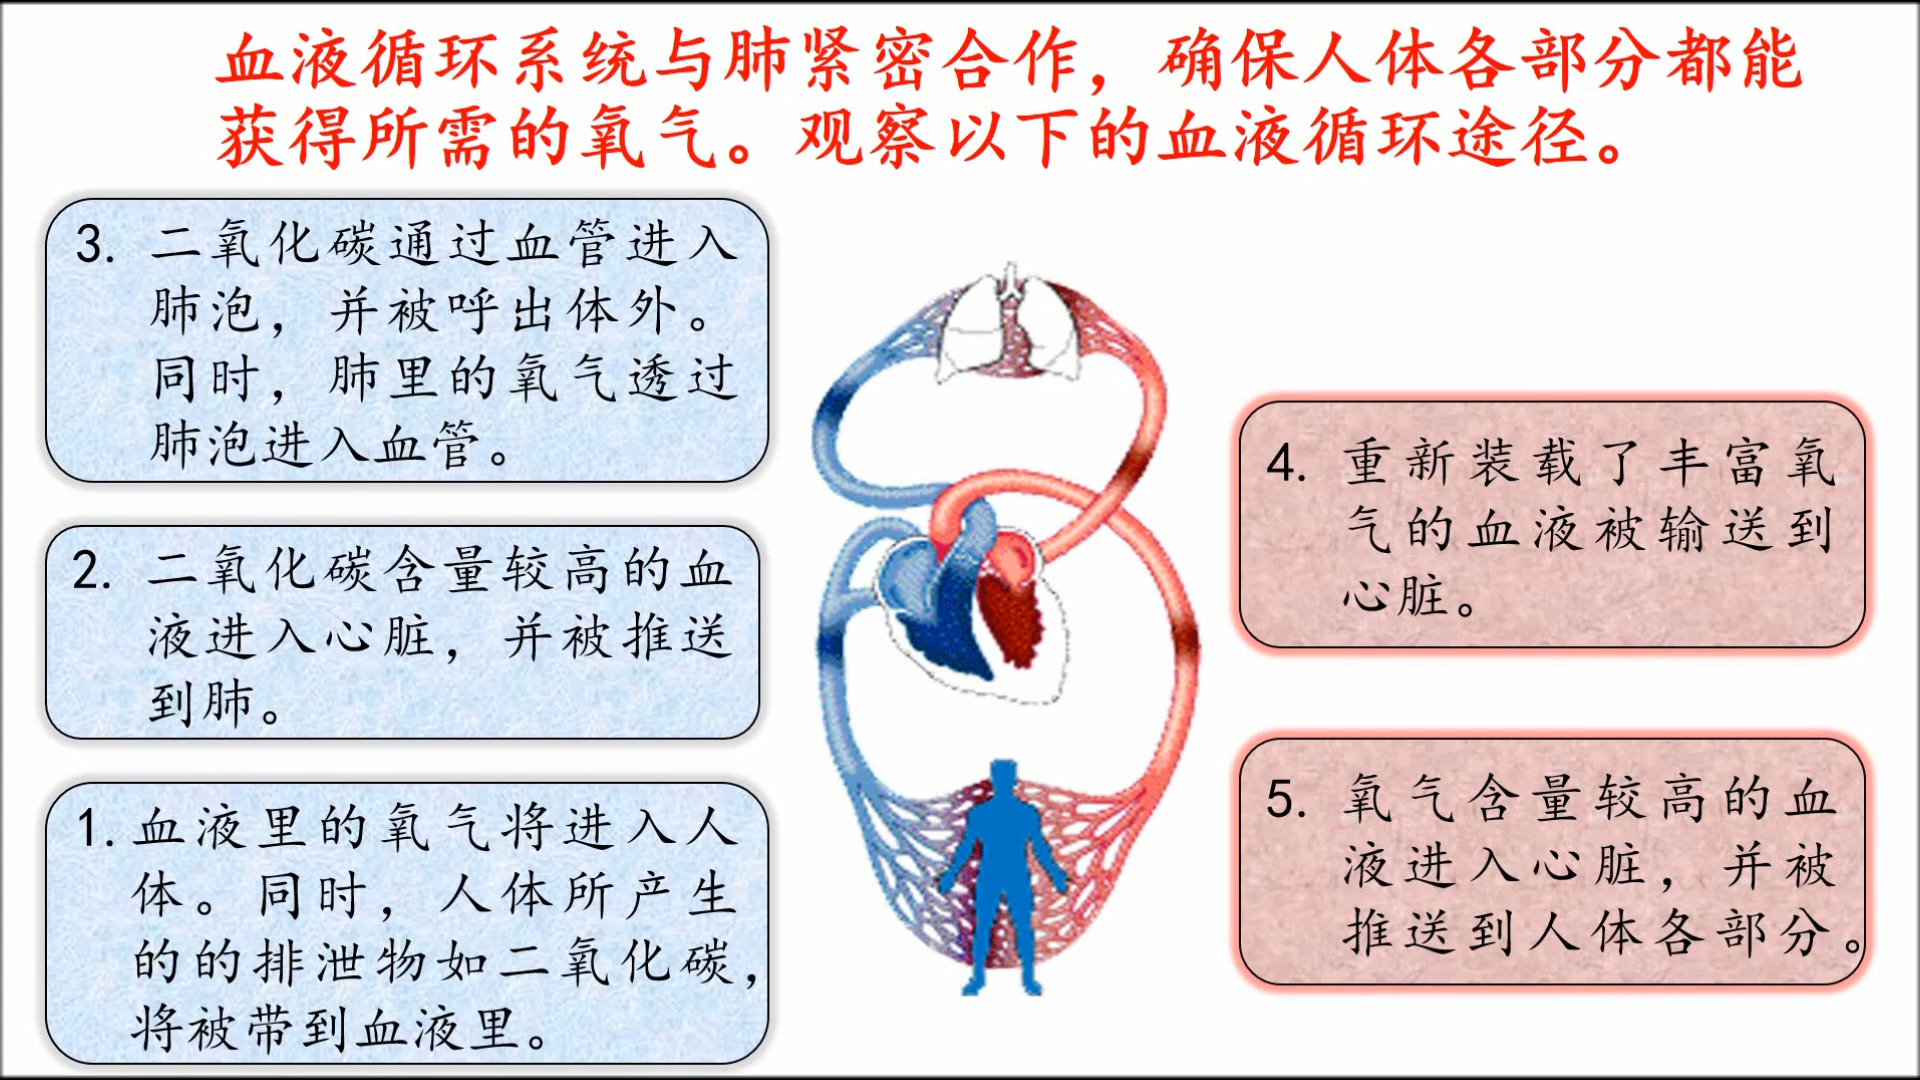 血液循环系统与肺紧密合作，确保人体各部分都能
获得所需的氧气。观察以下的血液循环途径。
3. 二氧化碳通过血管进入
肺泡，并被呼出体外。
同时，肺里的氧气透过
肺泡进入血管。
2. 二氧化碳含量较高的血
液进入心脏，并被推送
到肺。
1. 血液里的氧气将进入人
体。同时，人体所产生
的的排泄物如二氧化碳，
将被带到血液里。
4. 重新装载了丰富氧
气的血液被输送到
心脏。
5. 氧气含量较高的血
液进入心脏，并被
推送到人体各部分。